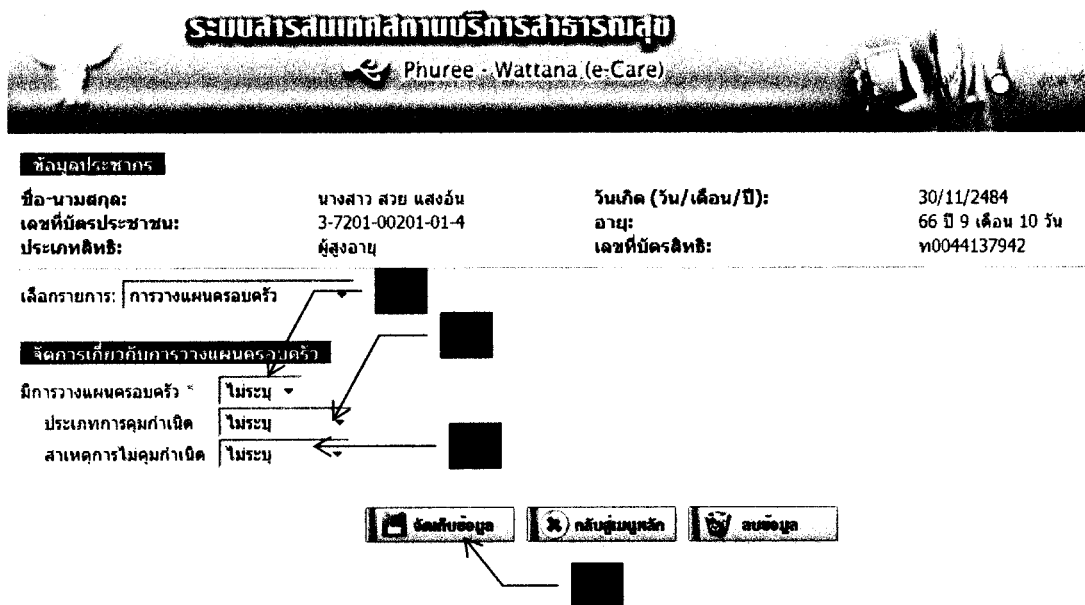 ระบบสารสนเทศสถานบริการสาธารณสุข
Phuree - Wattana (e-Care)
ข้อมูลประชากร
ชื่อ-นามสกุล: นางสาว สวย แสงอ้น วันเกิด (วัน/เดือน/ปี): 30/11/2484
เลขที่บัตรประชาชน: 3-7201-00201-01-4 อายุ: 66 ปี 9 เดือน 10 วัน
ประเภทสิทธิ: ผู้สูงอายุ เลขที่บัตรสิทธิ: ท0044137942
เลือกรายการ: การวางแผนครอบครัว
จัดการเกี่ยวกับการวางแผนครอบครัว
มีการวางแผนครอบครัว * ไม่ระบุ
ประเภทการคุมกำเนิด ไม่ระบุ
สาเหตุการไม่คุมกำเนิด ไม่ระบุ
จัดเก็บข้อมูล กลับสู่เมนูหลัก ลบข้อมูล